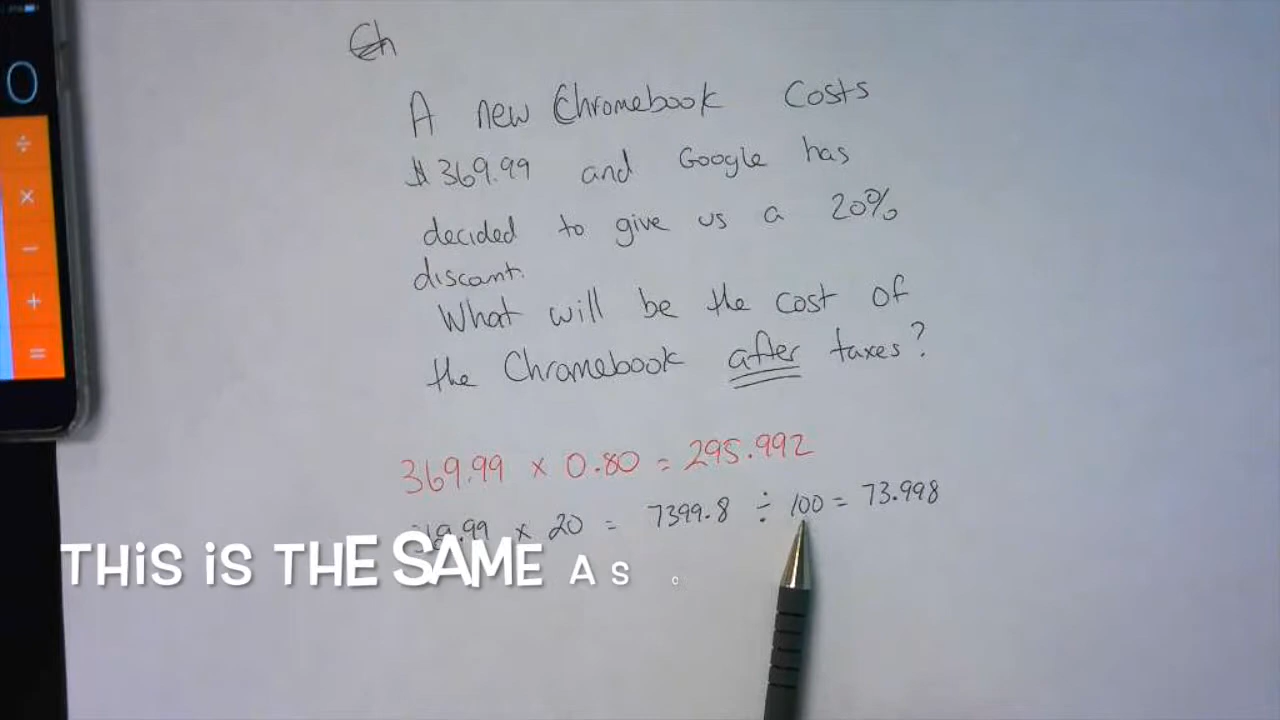 Ch
A new Chromebook costs
$369.99 and Google has
decided to give us a 20%
discount.
What will be the cost of
the Chromebook after taxes?
369.99 x 0.80 = 295.992
x 20 = 7399.8 ÷ 100 = 73.998
THIS IS THE SAME AS
0
÷
×
−
+
=